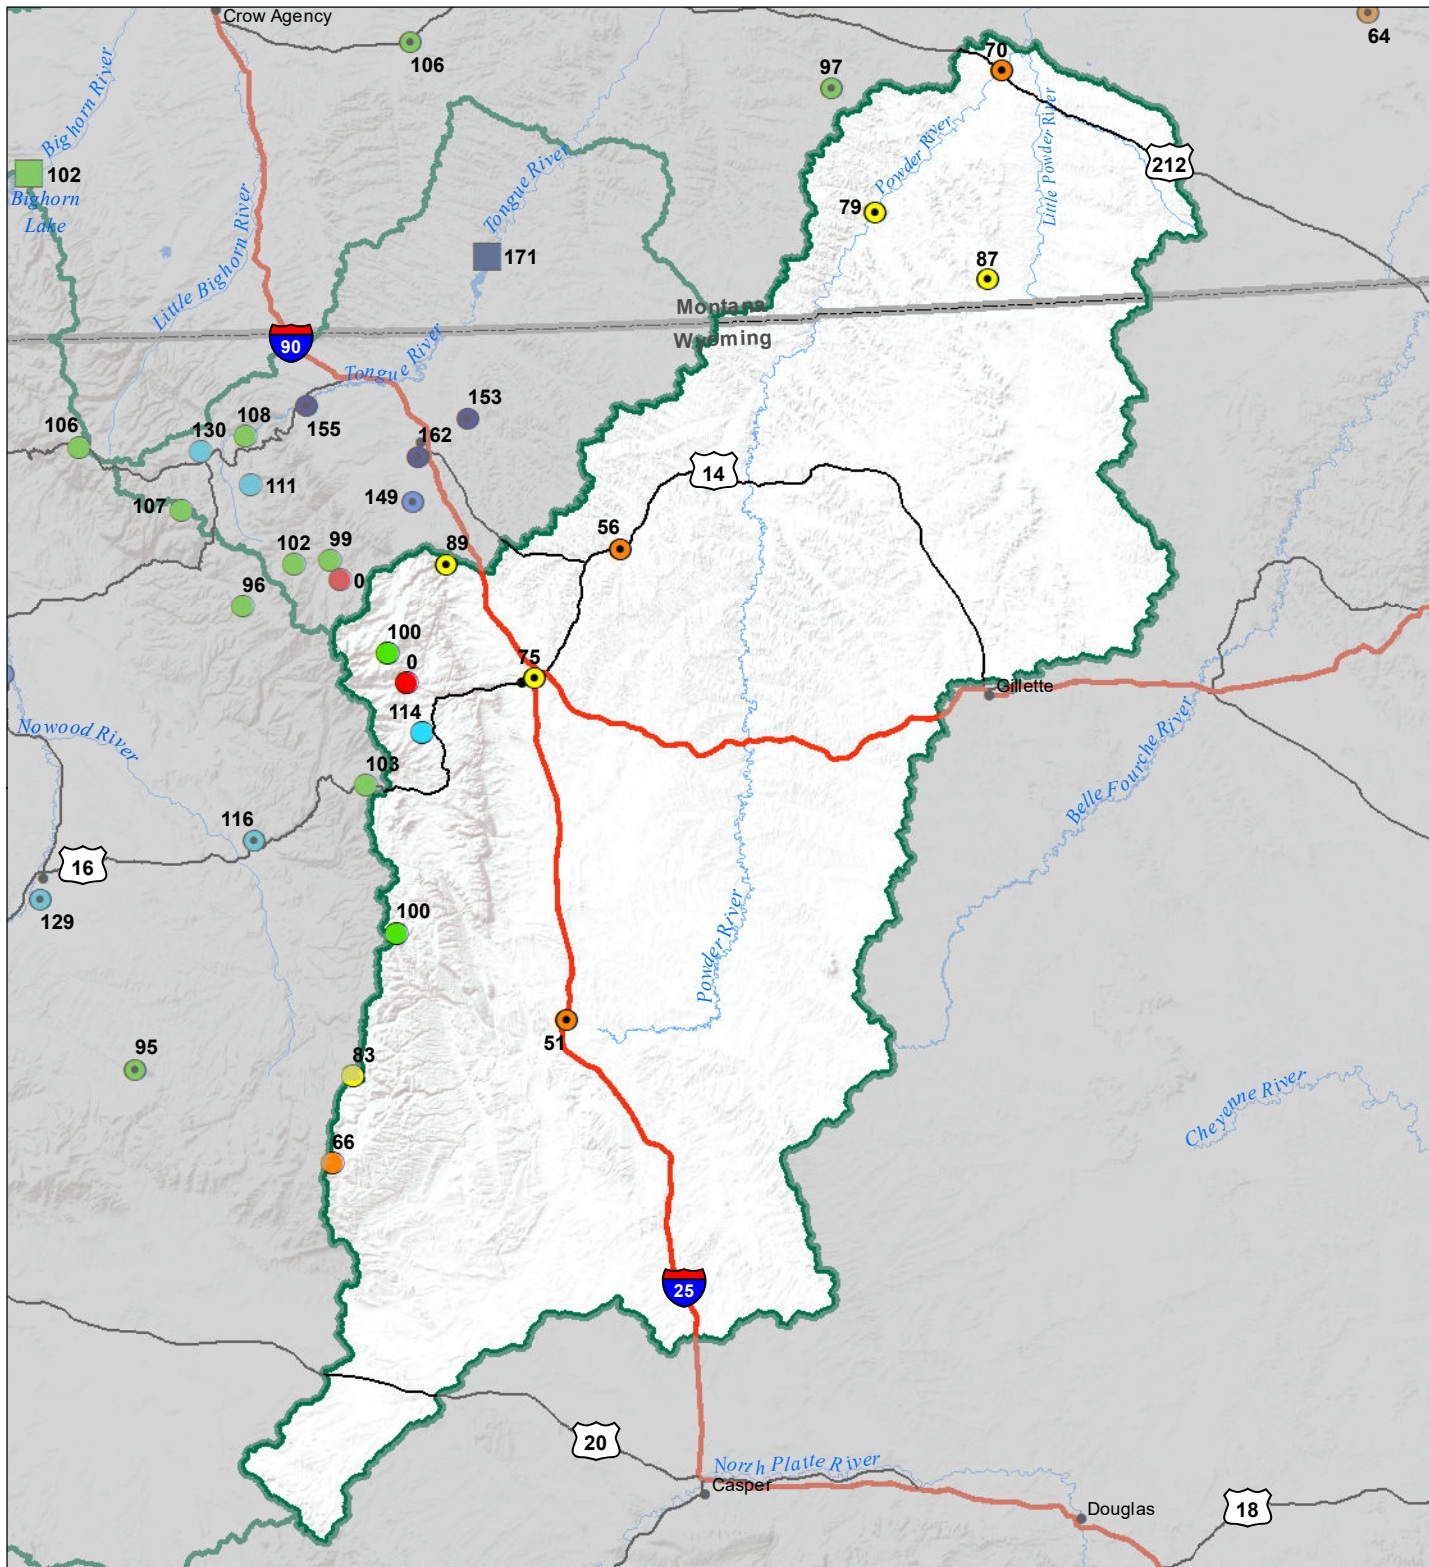 Crow Agency
106
64
70
97
Bighorn River
Little Powder River
Powder River
212
102
Bighorn
Lake
Tongue River
79
Little Bighorn River
171
87
Montana
Wyoming
90
Tongue River
153
106
108
155
130
162
14
111
149
107
56
99
89
102
0
96
100
75
0
Gillette
114
Nowood River
103
Belle Fourche River
116
16
129
100
Powder River
51
95
83
Cheyenne River
66
25
20
North Platte River
Casper
Douglas
18